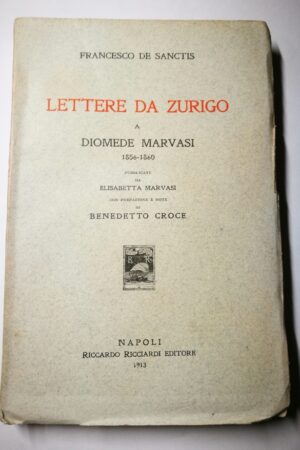 FRANCESCO DE SANCTIS
LETTERE DA ZURIGO
A
DIOMEDE MARVASI
1856-1860
PUBBLICATE
DA
ELISABETTA MARVASI
CON PREFAZIONE E NOTE
DI
BENEDETTO CROCE
R R
NAPOLI
RICCARDO RICCIARDI EDITORE
1913